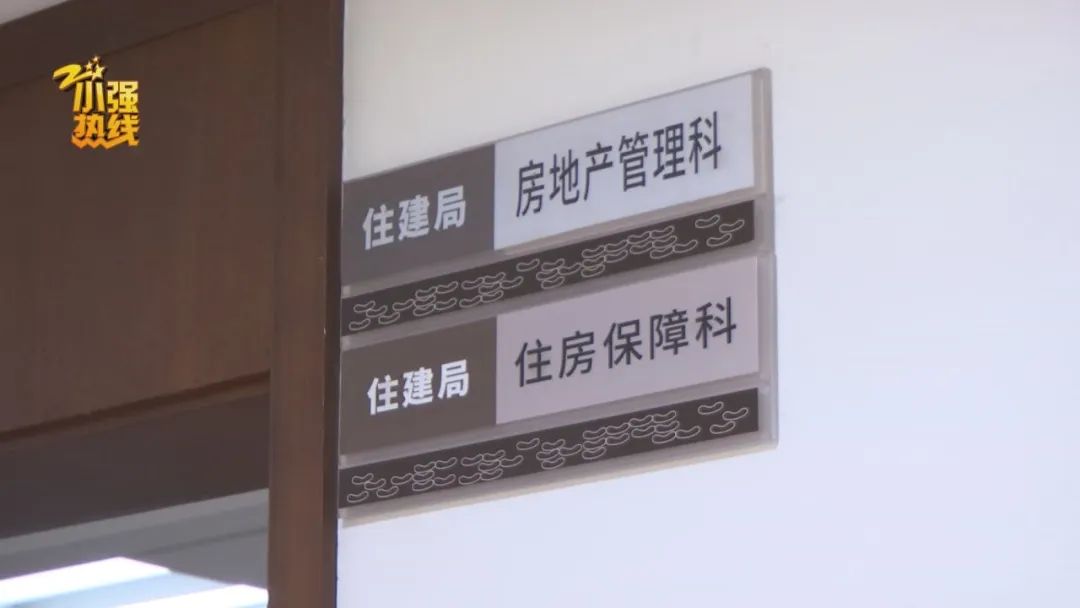 小强
热线
住建局 房地产管理科
住建局 住房保障科